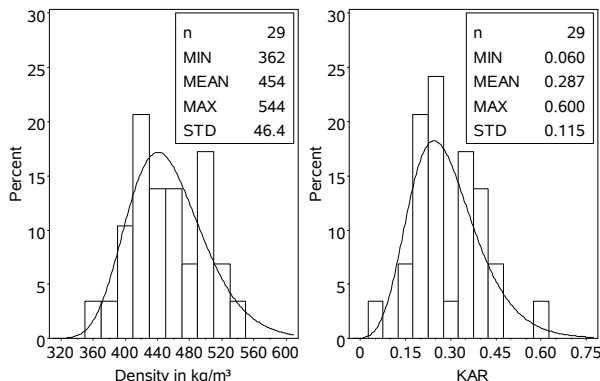 30
25
20
15
10
5
0
Percent
n 29
MIN 362
MEAN 454
MAX 544
STD 46.4
320 360 400 440 480 520 560 600
Density in kg/m³
30
25
20
15
10
5
0
Percent
n 29
MIN 0.060
MEAN 0.287
MAX 0.600
STD 0.115
0 0.15 0.30 0.45 0.60 0.75
KAR